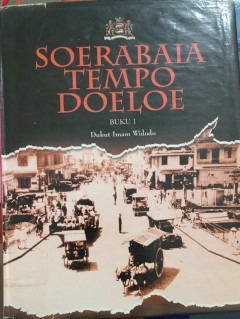 SOERABAIA
TEMPO
DOELOE
BUKU 1
Dukut Imam Widodo